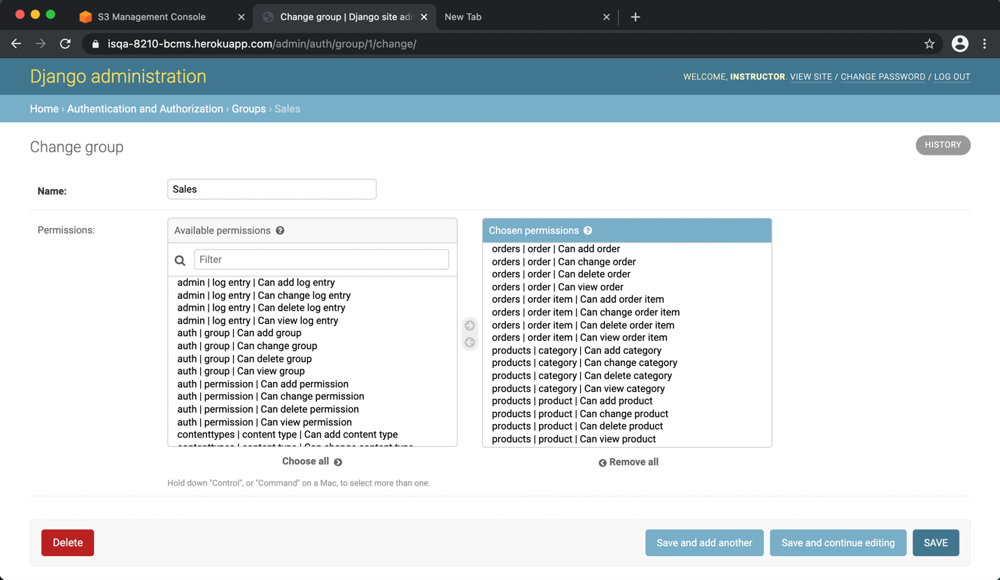 S3 Management Console
Change group | Django site adr
New Tab
isqa-8210-bcms.herokuapp.com/admin/auth/group/1/change/
Django administration
WELCOME, INSTRUCTOR. VIEW SITE / CHANGE PASSWORD / LOG OUT
Home › Authentication and Authorization › Groups › Sales
Change group
HISTORY
Name:
Sales
Permissions:
Available permissions ?
Filter
admin | log entry | Can add log entry
admin | log entry | Can change log entry
admin | log entry | Can delete log entry
admin | log entry | Can view log entry
auth | group | Can add group
auth | group | Can change group
auth | group | Can delete group
auth | group | Can view group
auth | permission | Can add permission
auth | permission | Can change permission
auth | permission | Can delete permission
auth | permission | Can view permission
contenttypes | content type | Can add content type
contenttypes | content type | Can change content type
Choose all
Chosen permissions ?
orders | order | Can add order
orders | order | Can change order
orders | order | Can delete order
orders | order | Can view order
orders | order item | Can add order item
orders | order item | Can change order item
orders | order item | Can delete order item
orders | order item | Can view order item
products | category | Can add category
products | category | Can change category
products | category | Can delete category
products | category | Can view category
products | product | Can add product
products | product | Can change product
products | product | Can delete product
products | product | Can view product
Remove all
Hold down "Control", or "Command" on a Mac, to select more than one.
Delete
Save and add another
Save and continue editing
SAVE